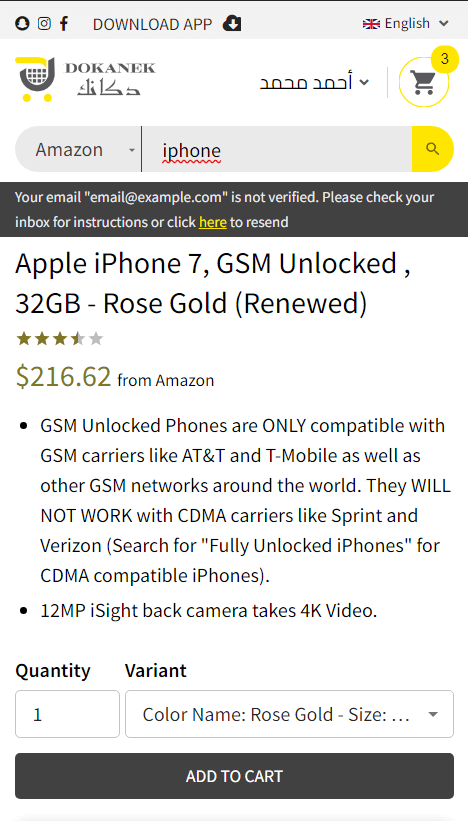 DOWNLOAD APP
English
DOKANEK
دكانك
أحمد محمد
3
Amazon
iphone
Your email "email@example.com" is not verified. Please check your
inbox for instructions or click here to resend
Apple iPhone 7, GSM Unlocked ,
32GB - Rose Gold (Renewed)
$216.62 from Amazon
GSM Unlocked Phones are ONLY compatible with
GSM carriers like AT&T and T-Mobile as well as
other GSM networks around the world. They WILL
NOT WORK with CDMA carriers like Sprint and
Verizon (Search for "Fully Unlocked iPhones" for
CDMA compatible iPhones).
12MP iSight back camera takes 4K Video.
Quantity
Variant
1
Color Name: Rose Gold - Size: ...
ADD TO CART